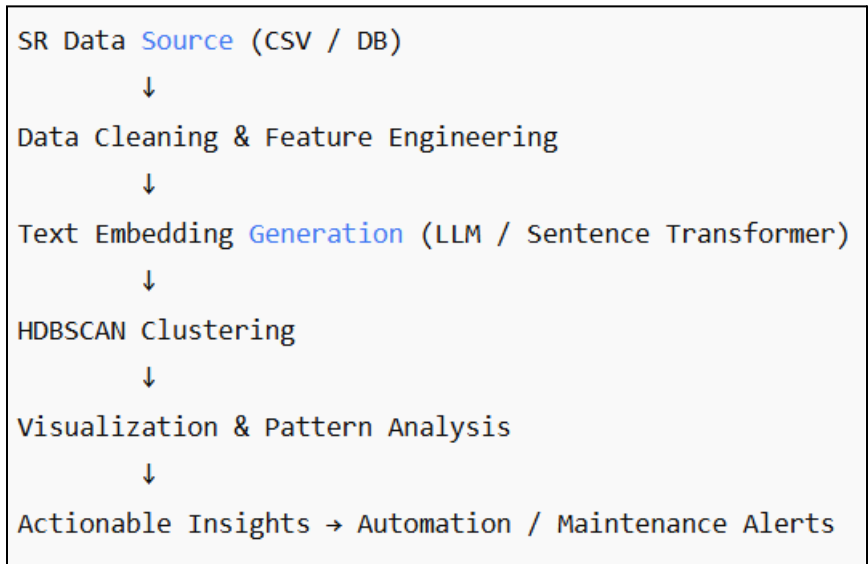 SR Data Source (CSV / DB)
↓
Data Cleaning & Feature Engineering
↓
Text Embedding Generation (LLM / Sentence Transformer)
↓
HDBSCAN Clustering
↓
Visualization & Pattern Analysis
↓
Actionable Insights → Automation / Maintenance Alerts